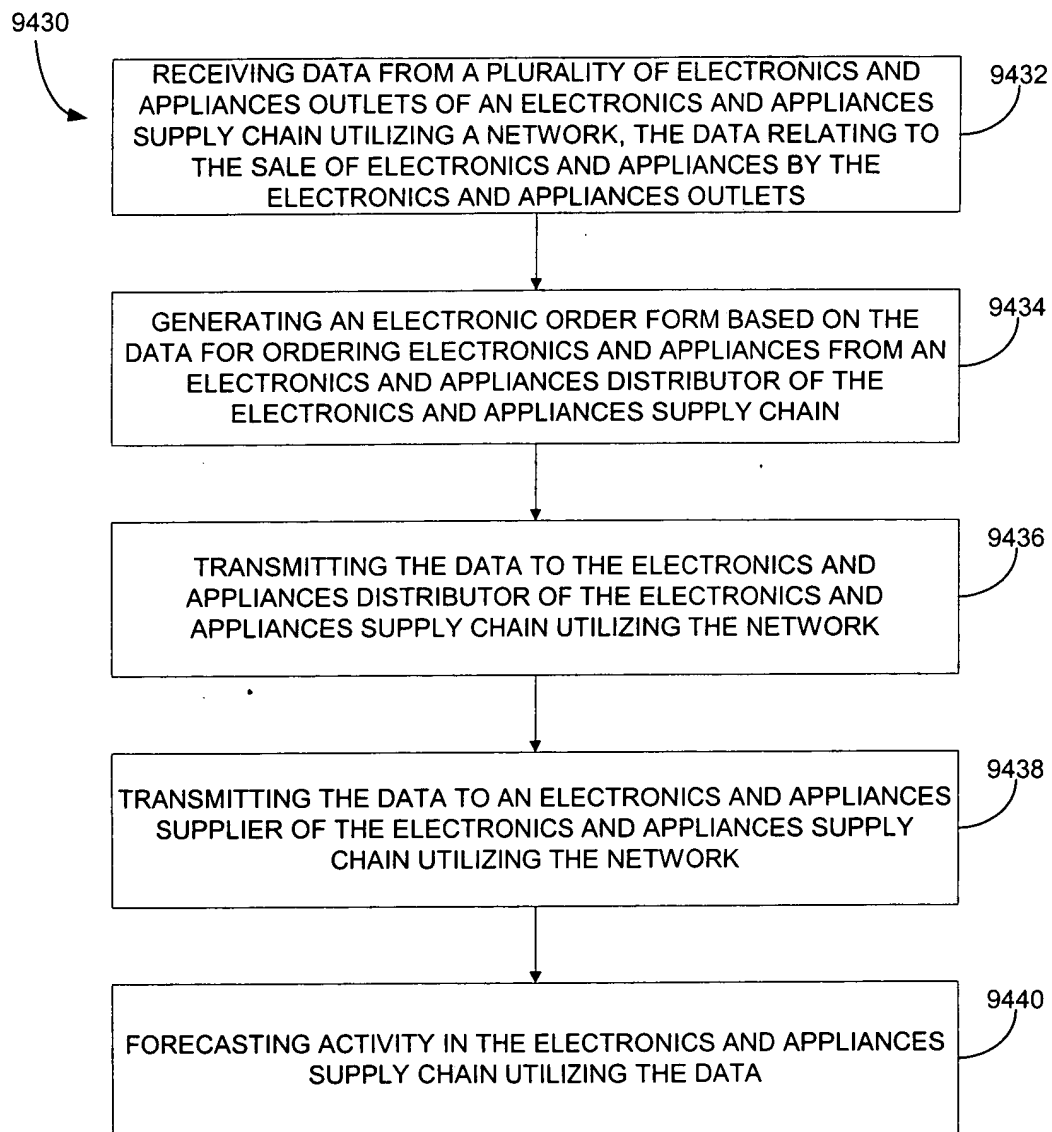 9430
RECEIVING DATA FROM A PLURALITY OF ELECTRONICS AND
APPLIANCES OUTLETS OF AN ELECTRONICS AND APPLIANCES
SUPPLY CHAIN UTILIZING A NETWORK, THE DATA RELATING TO
THE SALE OF ELECTRONICS AND APPLIANCES BY THE
ELECTRONICS AND APPLIANCES OUTLETS
9432
GENERATING AN ELECTRONIC ORDER FORM BASED ON THE
DATA FOR ORDERING ELECTRONICS AND APPLIANCES FROM AN
ELECTRONICS AND APPLIANCES DISTRIBUTOR OF THE
ELECTRONICS AND APPLIANCES SUPPLY CHAIN
9434
TRANSMITTING THE DATA TO THE ELECTRONICS AND
APPLIANCES DISTRIBUTOR OF THE ELECTRONICS AND
APPLIANCES SUPPLY CHAIN UTILIZING THE NETWORK
9436
TRANSMITTING THE DATA TO AN ELECTRONICS AND APPLIANCES
SUPPLIER OF THE ELECTRONICS AND APPLIANCES SUPPLY
CHAIN UTILIZING THE NETWORK
9438
FORECASTING ACTIVITY IN THE ELECTRONICS AND APPLIANCES
SUPPLY CHAIN UTILIZING THE DATA
9440